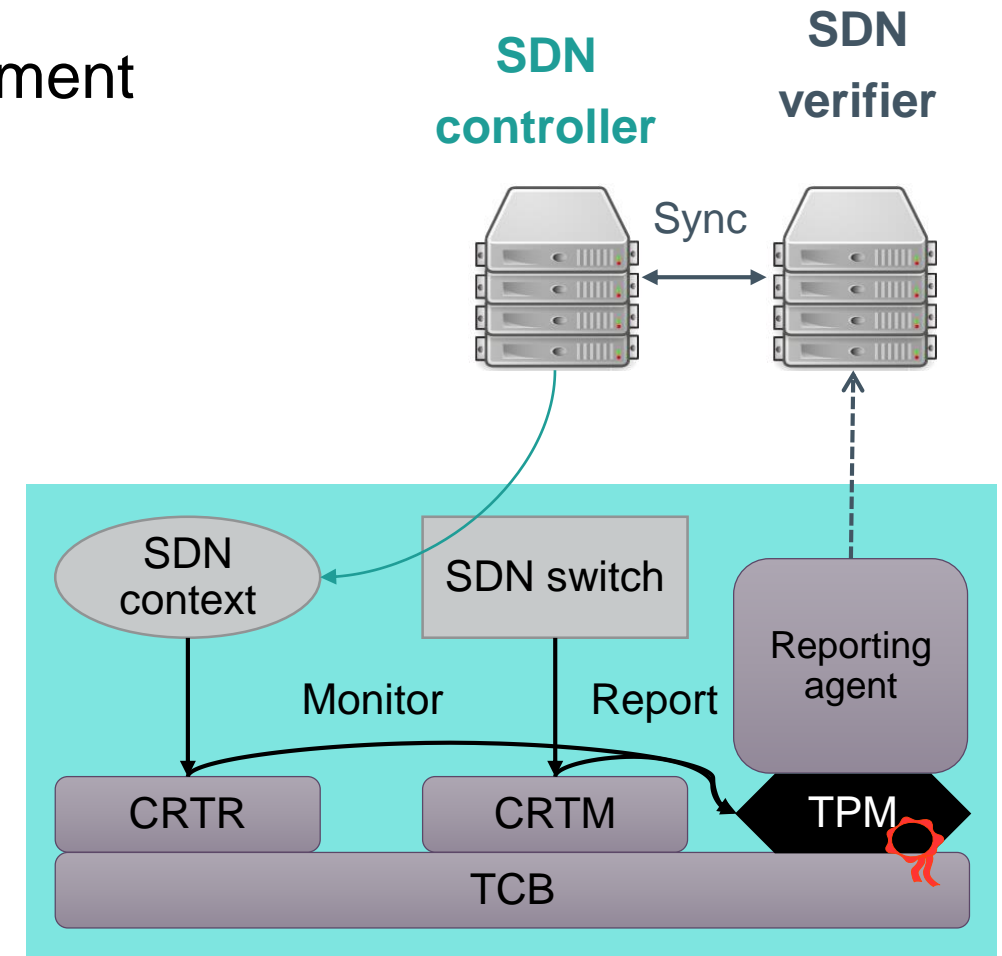 ment
SDN
controller
SDN
verifier
Sync
SDN
context
SDN switch
Reporting
agent
Monitor
Report
CRTR
CRTM
TPM
TCB